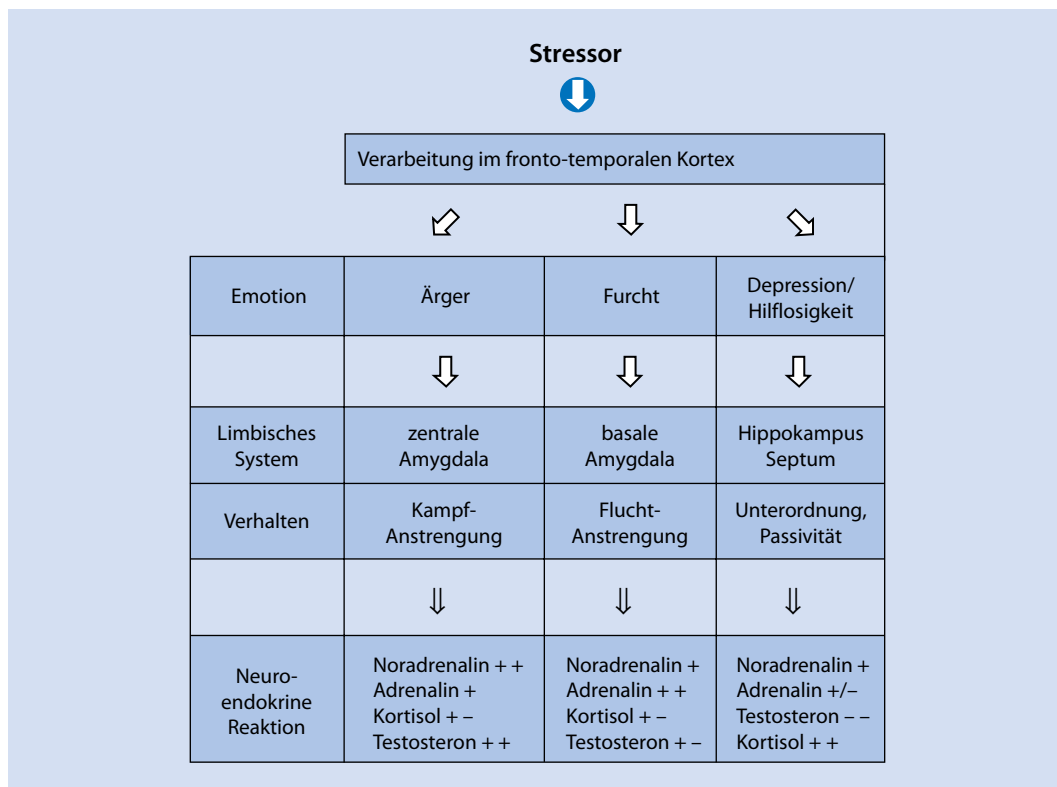 Stressor
Verarbeitung im fronto-temporalen Kortex
Emotion
Ärger
Furcht
Depression/
Hilflosigkeit
Limbisches
System
zentrale
Amygdala
basale
Amygdala
Hippokampus
Septum
Verhalten
Kampf-
Anstrengung
Flucht-
Anstrengung
Unterordnung,
Passivität
Neuro-
endokrine
Reaktion
Noradrenalin + +
Adrenalin +
Kortisol + –
Testosteron + +
Noradrenalin +
Adrenalin + +
Kortisol + –
Testosteron + –
Noradrenalin +
Adrenalin +/–
Testosteron – –
Kortisol + +